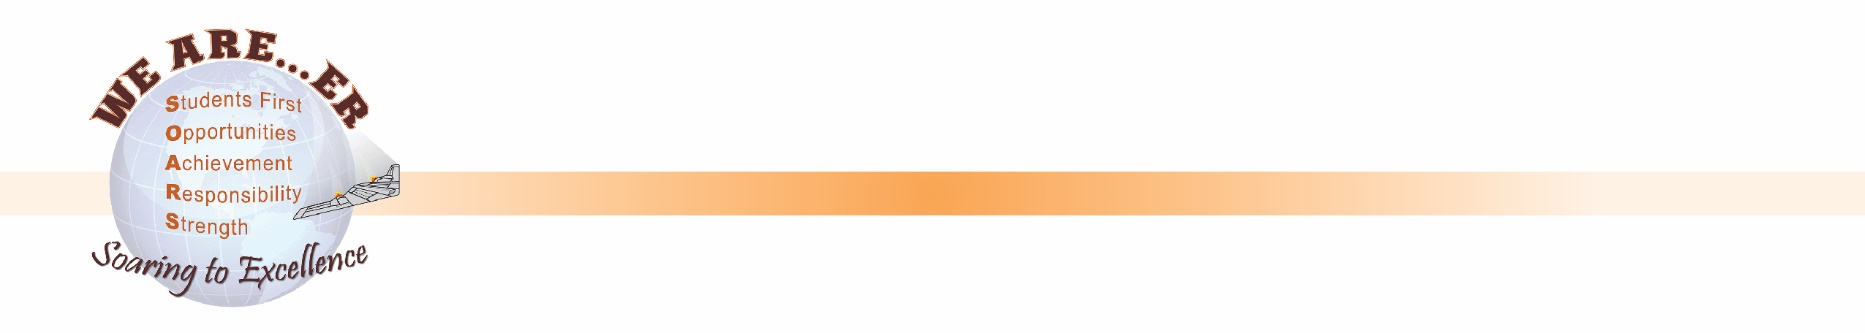 WE ARE...ER
Students First
Opportunities
Achievement
Responsibility
Strength
Soaring to Excellence